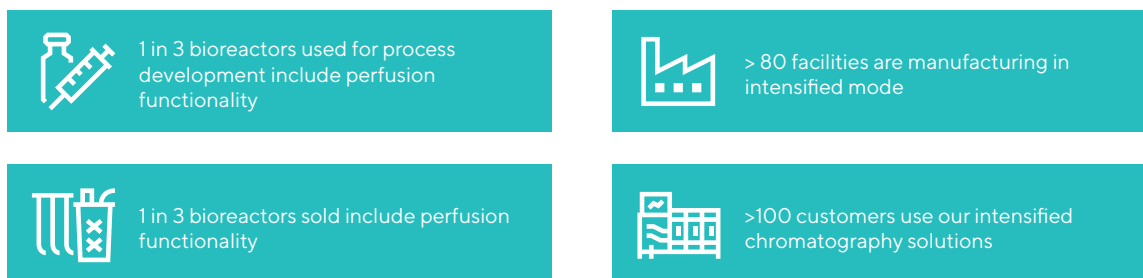 1 in 3 bioreactors used for process
development include perfusion
functionality
> 80 facilities are manufacturing in
intensified mode
1 in 3 bioreactors sold include perfusion
functionality
>100 customers use our intensified
chromatography solutions